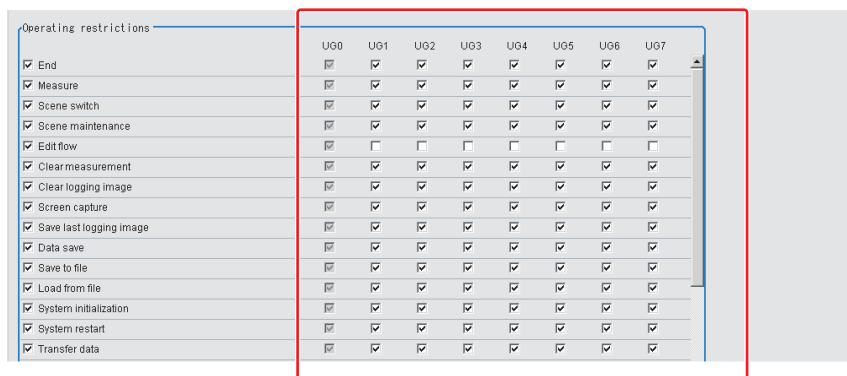 Operating restrictions
UG0 UG1 UG2 UG3 UG4 UG5 UG6 UG7
End
Measure
Scene switch
Scene maintenance
Edit flow
Clear measurement
Clear logging image
Screen capture
Save last logging image
Data save
Save to file
Load from file
System initialization
System restart
Transfer data